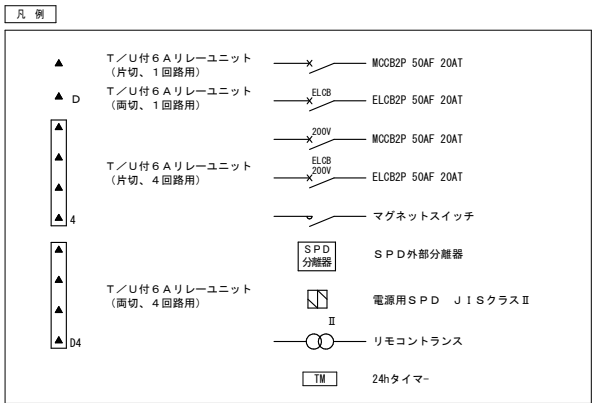 凡 例
T／U付6Aリレーユニット
（片切、1回路用）
D
T／U付6Aリレーユニット
（両切、1回路用）
4
T／U付6Aリレーユニット
（片切、4回路用）
D4
T／U付6Aリレーユニット
（両切、4回路用）
MCCB2P 50AF 20AT
ELCB
ELCB2P 50AF 20AT
200V
MCCB2P 50AF 20AT
ELCB
200V
ELCB2P 50AF 20AT
マグネットスイッチ
SPD
分離器
SPD外部分離器
電源用SPD JISクラスⅡ
Ⅱ
リモコントランス
TM
24hタイマー